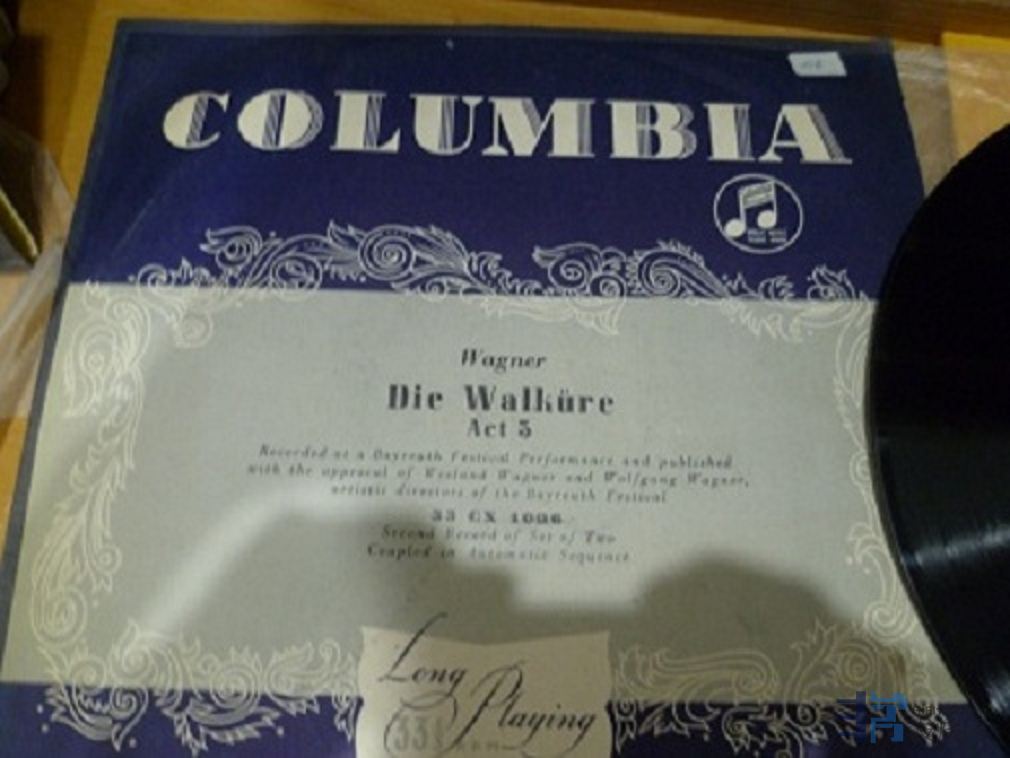 COLUMBIA
Wagner
Die Walküre
Act 3
Recorded at a Bayreuth Festival Performance and published
with the approval of Wieland Wagner and Wolfgang Wagner,
artistic directors of the Bayreuth Festival
33 CX 1006
Second Record of Set of Two
Coupled in Automatic Sequence
Long
Playing
33⅓